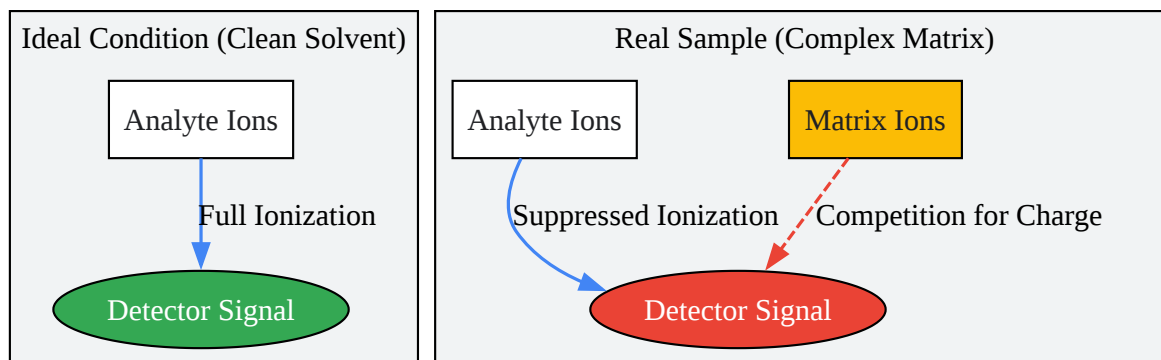 Ideal Condition (Clean Solvent)
Analyte Ions
Full Ionization
Detector Signal
Real Sample (Complex Matrix)
Analyte Ions
Matrix Ions
Suppressed Ionization
Competition for Charge
Detector Signal